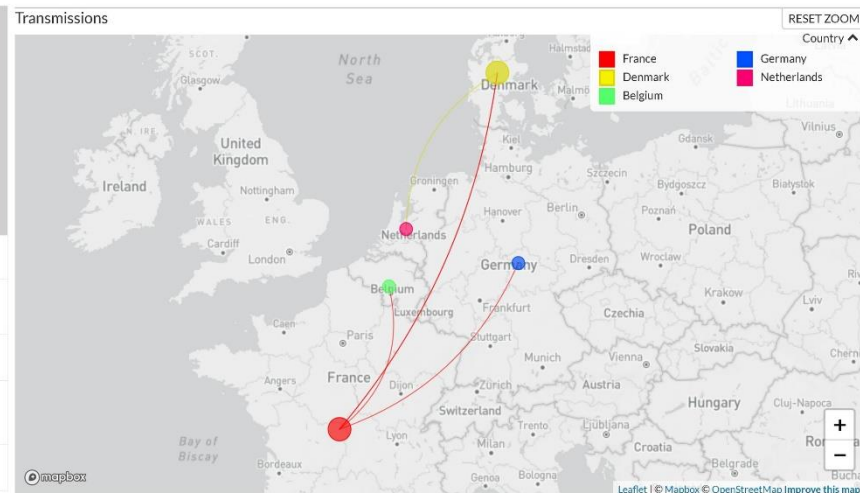 Transmissions
RESET ZOOM
Country
France
Denmark
Belgium
Germany
Netherlands
SCOT.
Glasgow
North
Sea
Halmstad
Denmark
Malmö
Baltic
Lithuania
Vilnius
N. IRE.
United
Kingdom
Ireland
Kiel
Gdansk
Hamburg
Szczecin
Groningen
Bydgoszcz
Białystok
Nottingham
WALES
ENG.
Hanover
Berlin
Poznań
Poland
Cardiff
London
Netherlands
Germany
Dresden
Wrocław
Belgium
Frankfurt
Krakow
Lviv
Luxembourg
Czechia
Caen
Paris
Stuttgart
Slovakia
Angers
France
Dijon
Munich
Vienna
Zürich
Austria
Switzerland
Hungary
Cluj-Napoca
Lyon
Trento
Ljubljana
Bay of
Biscay
Bordeaux
Milan
Croatia
Genoa
Bologna
Belgrade
+
−
mapbox
Leaflet | © Mapbox © OpenStreetMap Improve this map